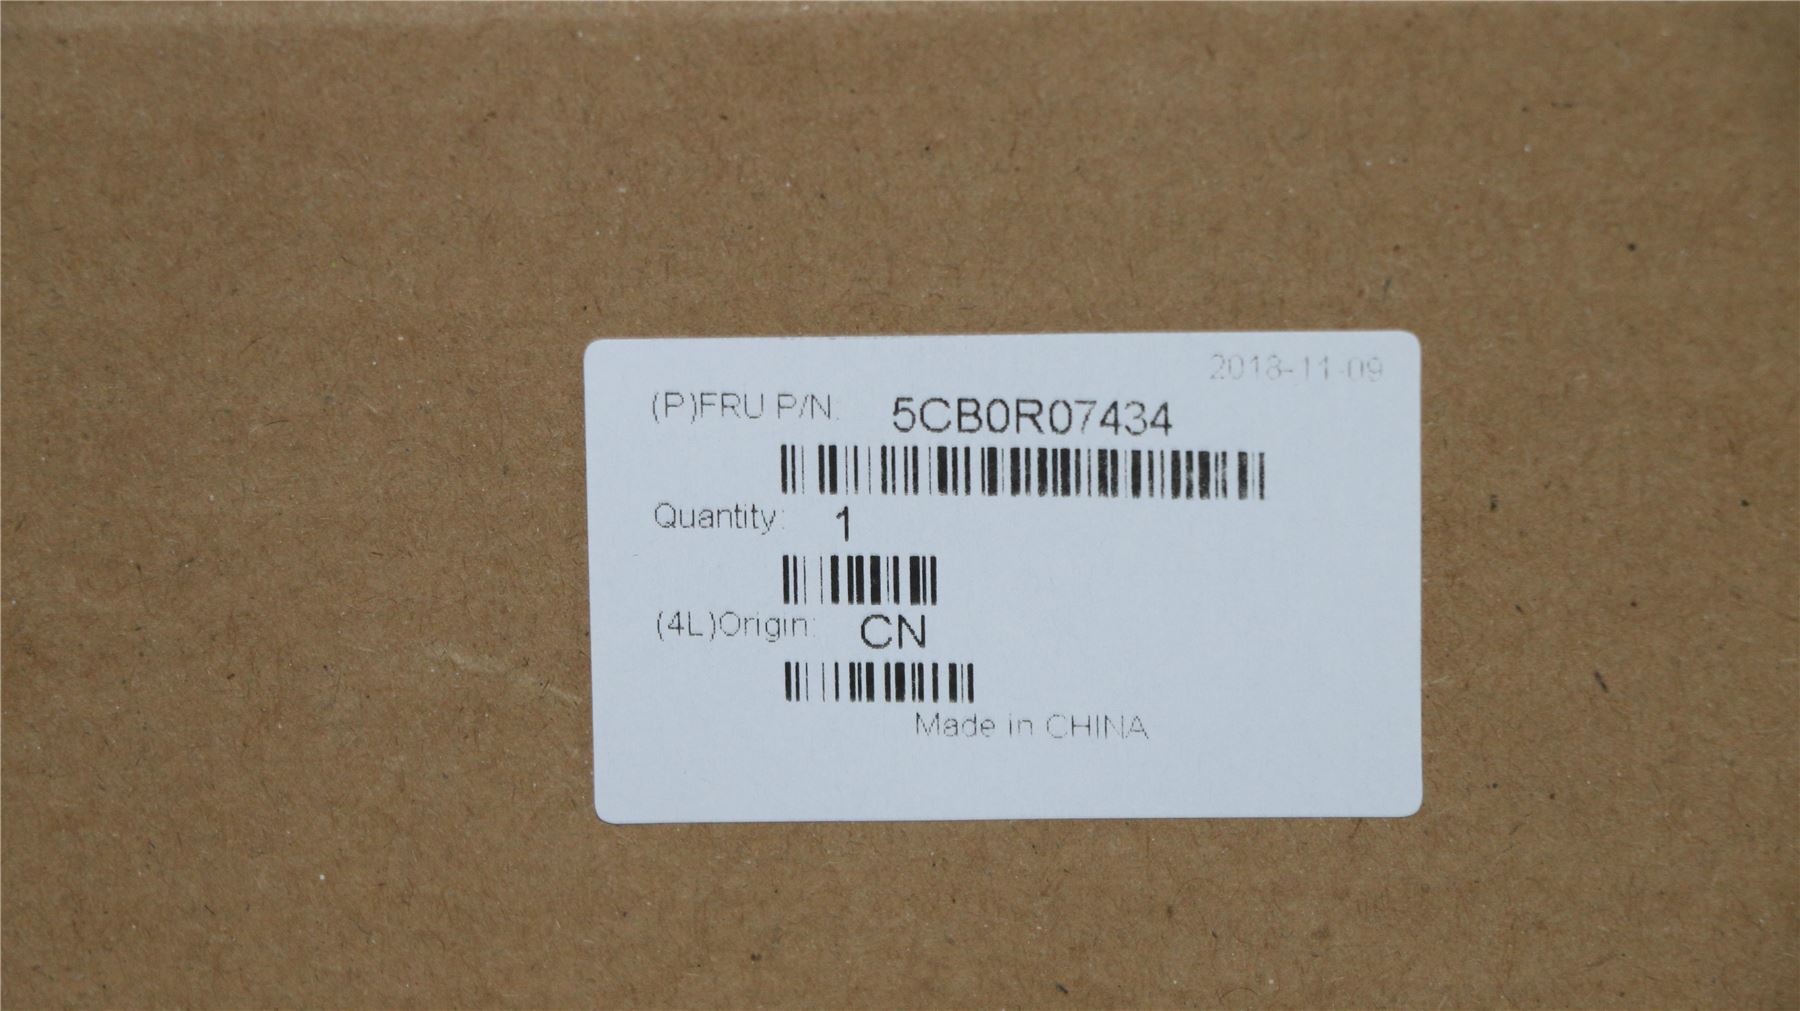 2018-11-09
(P)FRU P/N: 5CB0R07434
Quantity: 1
(4L)Origin: CN
Made in CHINA